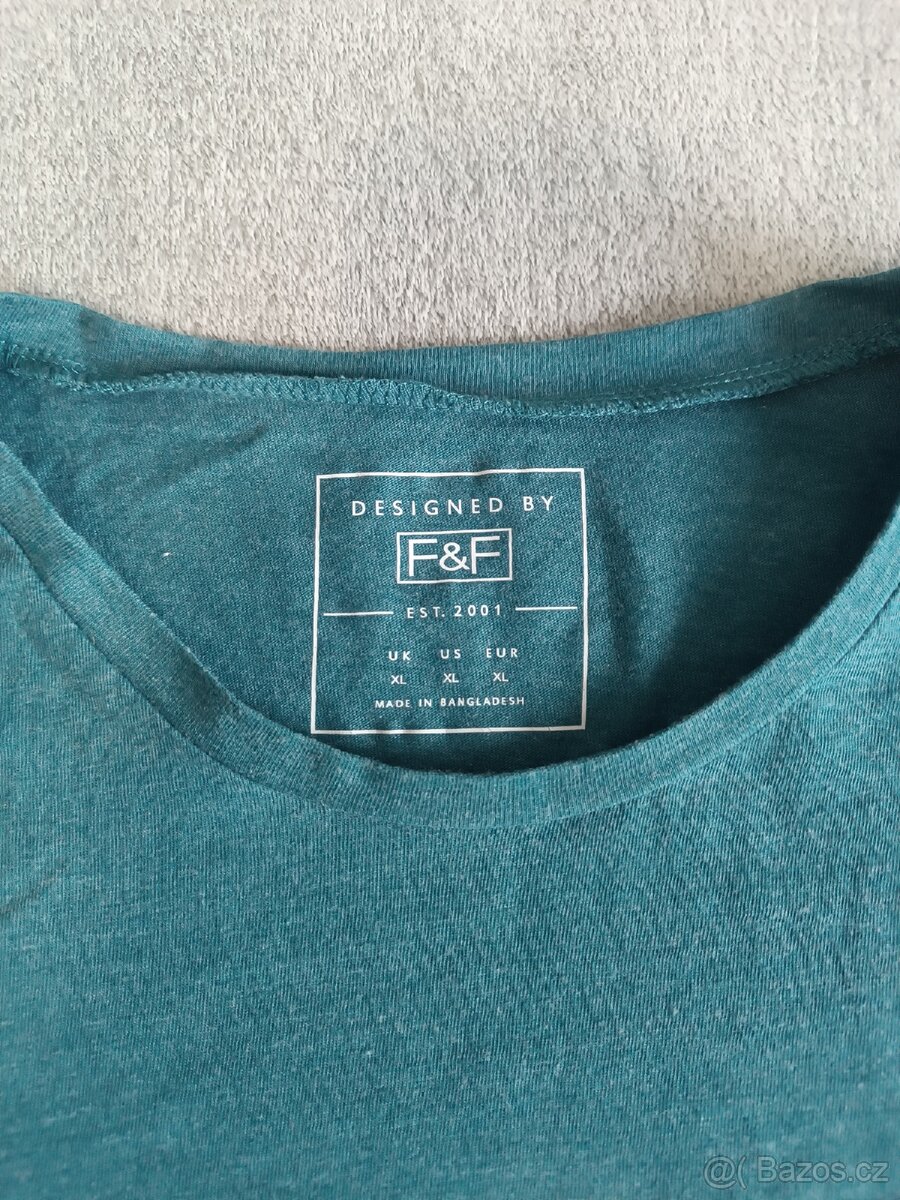 DESIGNED BY
F&F
EST. 2001
UK US EUR
XL XL XL
MADE IN BANGLADESH
@( Bazos.cz